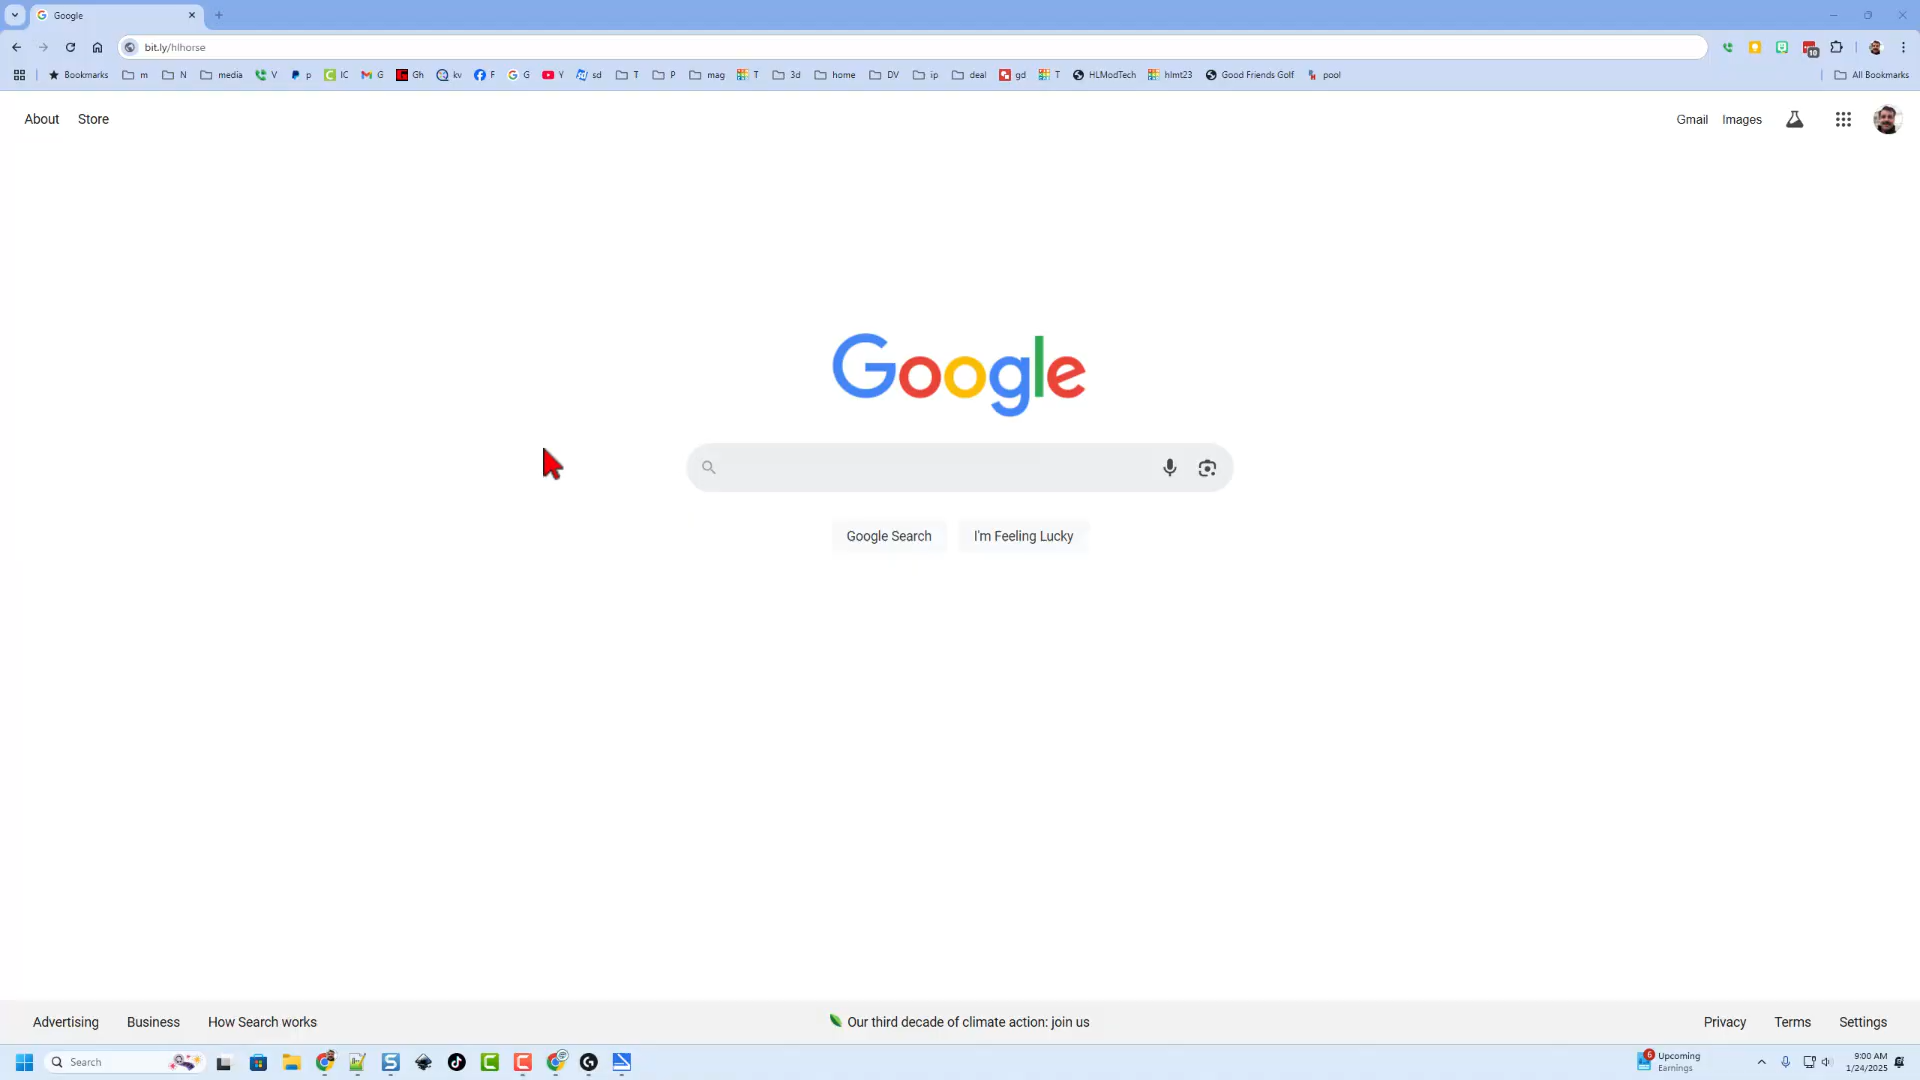 Google
bit.ly/hlhorse
Bookmarks m N media V p IC G Gh kv F G Y sd T P mag T 3d home DV ip deal gd T HLModTech hlmt23 Good Friends Golf pool All Bookmarks
About Store Gmail Images
Google
Google Search I'm Feeling Lucky
Advertising Business How Search works Our third decade of climate action: join us Privacy Terms Settings
Search
6 Upcoming
Earnings
9:00 AM
1/24/2025
10